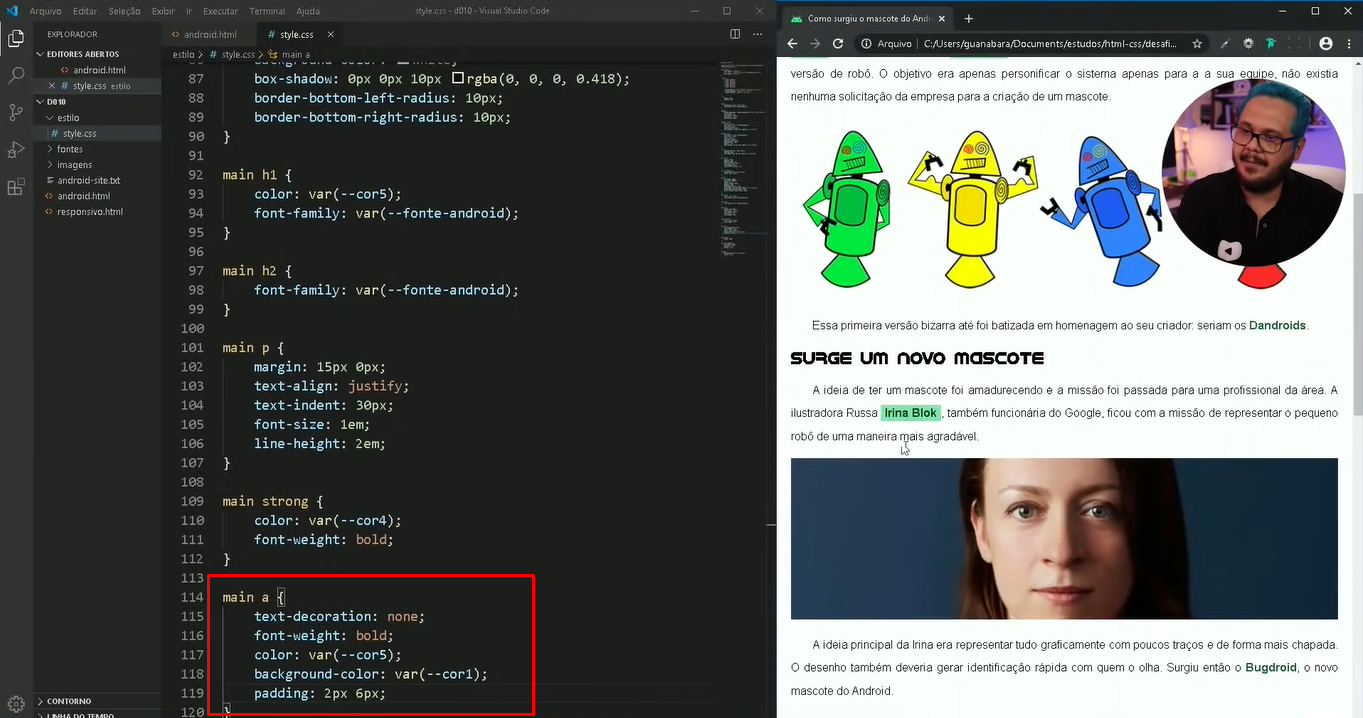 Arquivo Editar Seleção Exibir Ir Executar Terminal Ajuda
style.css - d010 - Visual Studio Code
EXPLORADOR
EDITORES ABERTOS
android.html
style.css estilo
D010
estilo
style.css
fontes
imagens
android-site.txt
android.html
responsivo.html
CONTORNO
LINHA DO TEMPO
android.html
style.css
estilo > style.css > main a
87 box-shadow: 0px 0px 10px rgba(0, 0, 0, 0.418);
88 border-bottom-left-radius: 10px;
89 border-bottom-right-radius: 10px;
90 }
91
92 main h1 {
93 color: var(--cor5);
94 font-family: var(--fonte-android);
95 }
96
97 main h2 {
98 font-family: var(--fonte-android);
99 }
100
101 main p {
102 margin: 15px 0px;
103 text-align: justify;
104 text-indent: 30px;
105 font-size: 1em;
106 line-height: 2em;
107 }
108
109 main strong {
110 color: var(--cor4);
111 font-weight: bold;
112 }
113
114 main a {
115 text-decoration: none;
116 font-weight: bold;
117 color: var(--cor5);
118 background-color: var(--cor1);
119 padding: 2px 6px;
120 }
Como surgiu o mascote do Andr
Arquivo | C:/Users/guanabara/Documents/estudos/html-css/desafi...
versão de robô. O objetivo era apenas personificar o sistema apenas para a a sua equipe, não existia
nenhuma solicitação da empresa para a criação de um mascote.
Essa primeira versão bizarra até foi batizada em homenagem ao seu criador: seriam os Dandroids.
SURGE UM NOVO MASCOTE
A ideia de ter um mascote foi amadurecendo e a missão foi passada para uma profissional da área. A
ilustradora Russa Irina Blok, também funcionária do Google, ficou com a missão de representar o pequeno
robô de uma maneira mais agradável.
A ideia principal da Irina era representar tudo graficamente com poucos traços e de forma mais chapada.
O desenho também deveria gerar identificação rápida com quem o olha. Surgiu então o Bugdroid, o novo
mascote do Android.